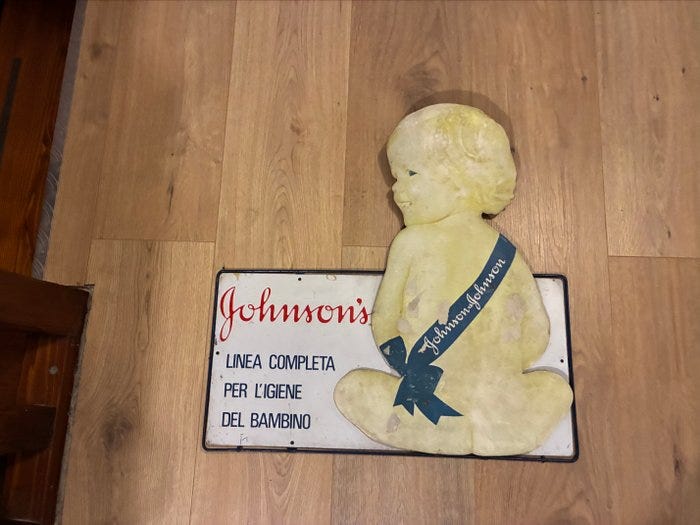 Johnson's
LINEA COMPLETA
PER L'IGIENE
DEL BAMBINO
Johnson & Johnson